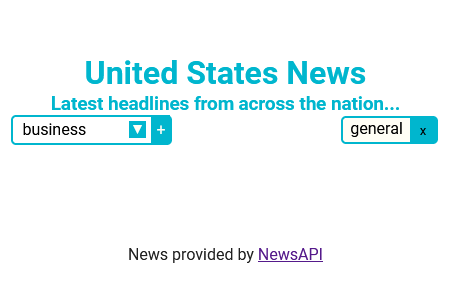 United States News
Latest headlines from across the nation...
business ▼ + general x
News provided by NewsAPI